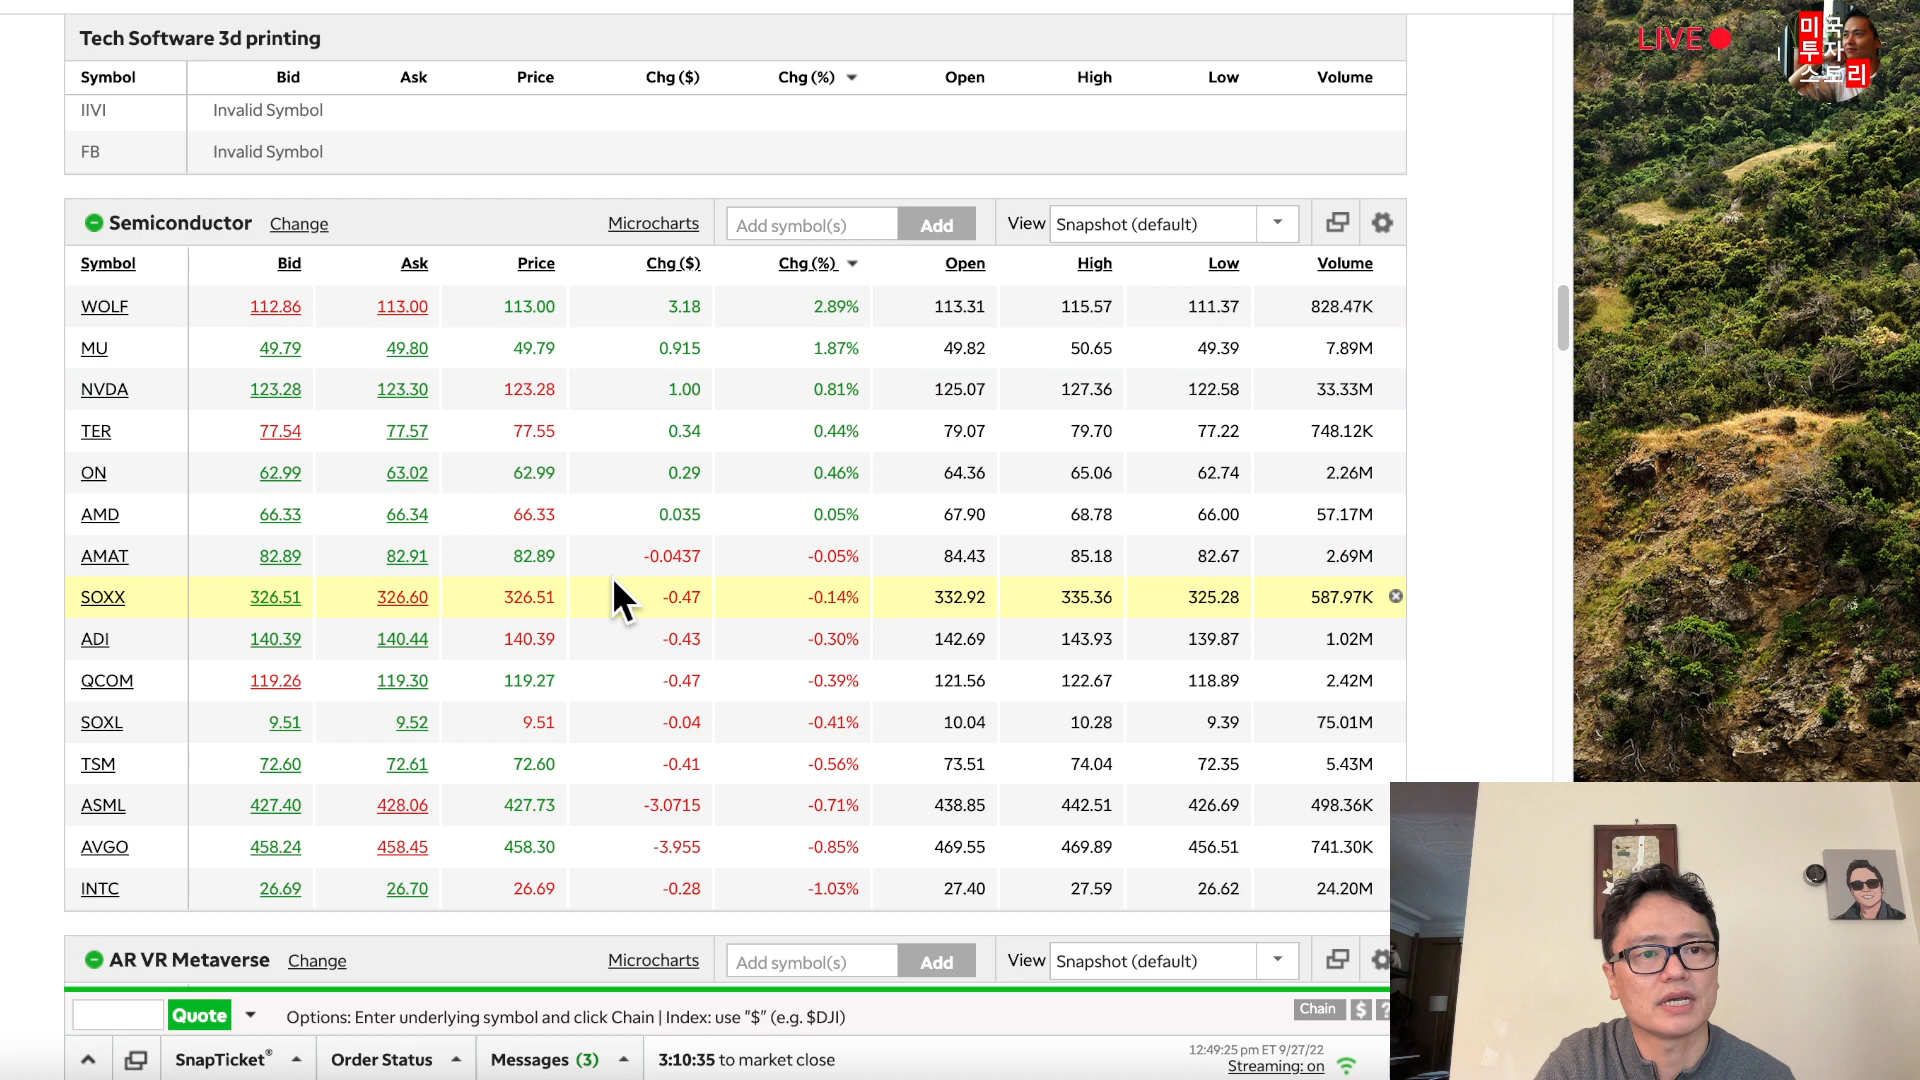 Tech Software 3d printing
Symbol Bid Ask Price Chg ($) Chg (%) Open High Low Volume
IIVI Invalid Symbol
FB Invalid Symbol
Semiconductor Change Microcharts Add symbol(s) Add View Snapshot (default)
Symbol Bid Ask Price Chg ($) Chg (%) Open High Low Volume
WOLF 112.86 113.00 113.00 3.18 2.89% 113.31 115.57 111.37 828.47K
MU 49.79 49.80 49.79 0.915 1.87% 49.82 50.65 49.39 7.89M
NVDA 123.28 123.30 123.28 1.00 0.81% 125.07 127.36 122.58 33.33M
TER 77.54 77.57 77.55 0.34 0.44% 79.07 79.70 77.22 748.12K
ON 62.99 63.02 62.99 0.29 0.46% 64.36 65.06 62.74 2.26M
AMD 66.33 66.34 66.33 0.035 0.05% 67.90 68.78 66.00 57.17M
AMAT 82.89 82.91 82.89 -0.0437 -0.05% 84.43 85.18 82.67 2.69M
SOXX 326.51 326.60 326.51 -0.47 -0.14% 332.92 335.36 325.28 587.97K
ADI 140.39 140.44 140.39 -0.43 -0.30% 142.69 143.93 139.87 1.02M
QCOM 119.26 119.30 119.27 -0.47 -0.39% 121.56 122.67 118.89 2.42M
SOXL 9.51 9.52 9.51 -0.04 -0.41% 10.04 10.28 9.39 75.01M
TSM 72.60 72.61 72.60 -0.41 -0.56% 73.51 74.04 72.35 5.43M
ASML 427.40 428.06 427.73 -3.0715 -0.71% 438.85 442.51 426.69 498.36K
AVGO 458.24 458.45 458.30 -3.955 -0.85% 469.55 469.89 456.51 741.30K
INTC 26.69 26.70 26.69 -0.28 -1.03% 27.40 27.59 26.62 24.20M
AR VR Metaverse Change Microcharts Add symbol(s) Add View Snapshot (default)
Quote Options: Enter underlying symbol and click Chain | Index: use "$" (e.g. $DJI) Chain $ ?
SnapTicket® Order Status Messages (3) 3:10:35 to market close
12:49:25 pm ET 9/27/22
Streaming: on
LIVE
미국
투자
스토리